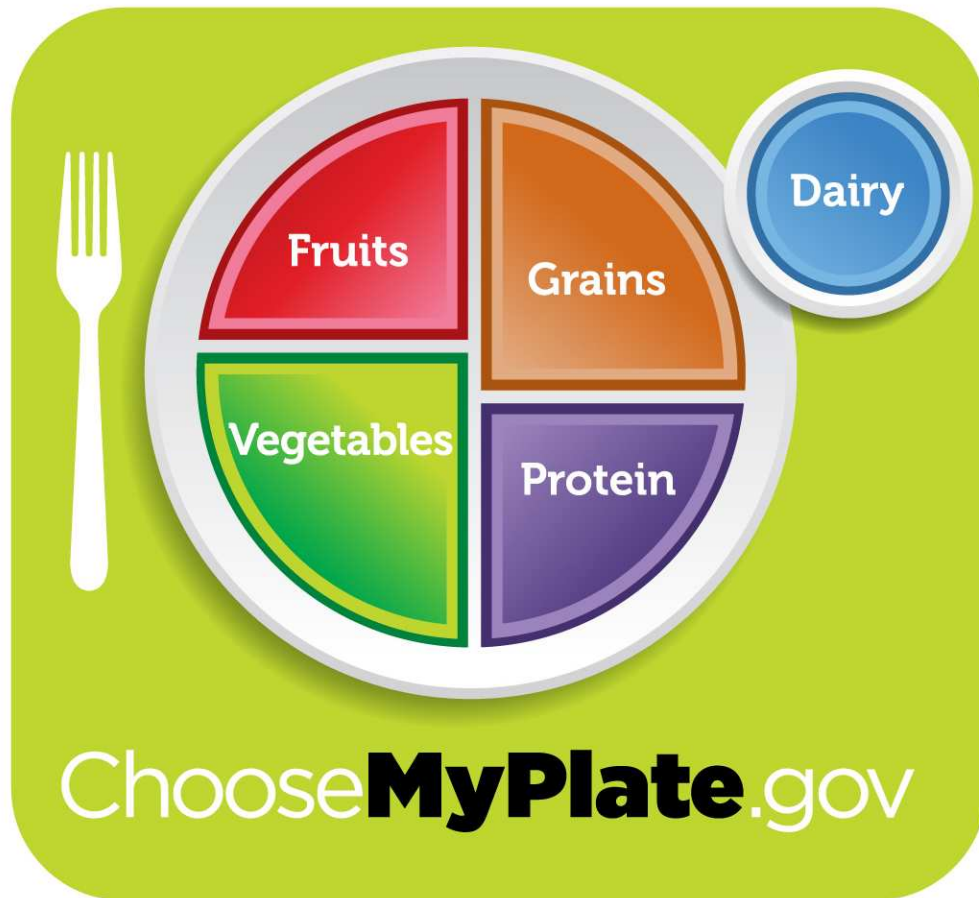 Dairy
Fruits
Grains
Vegetables
Protein
ChooseMyPlate.gov